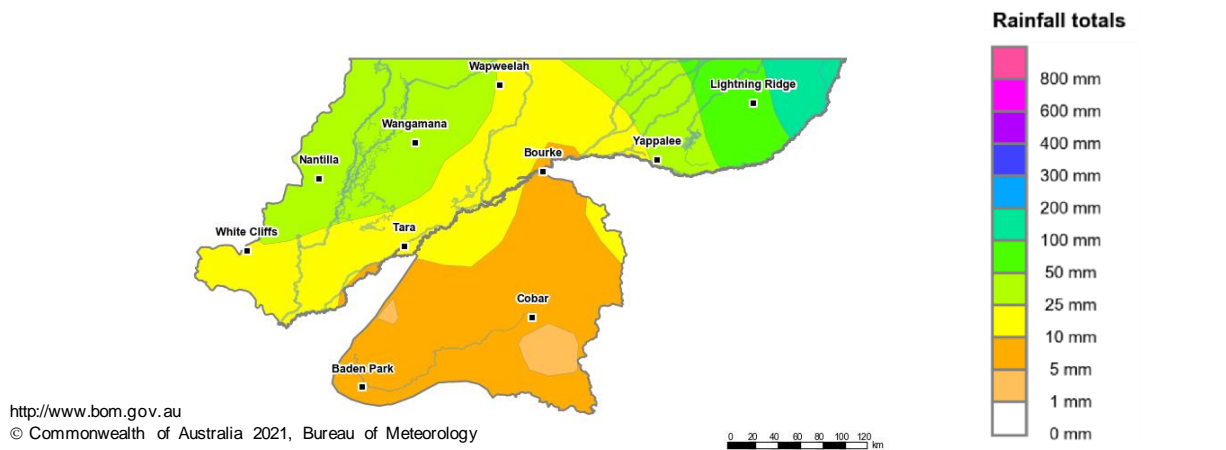 Rainfall totals
Wapweelah
Lightning Ridge
Wangamana
Yappalee
Bourke
Nantilla
Tara
White Cliffs
Cobar
Baden Park
800 mm
600 mm
400 mm
300 mm
200 mm
100 mm
50 mm
25 mm
10 mm
5 mm
1 mm
0 mm
http://www.bom.gov.au
© Commonwealth of Australia 2021, Bureau of Meteorology
0 20 40 60 80 100 120
km